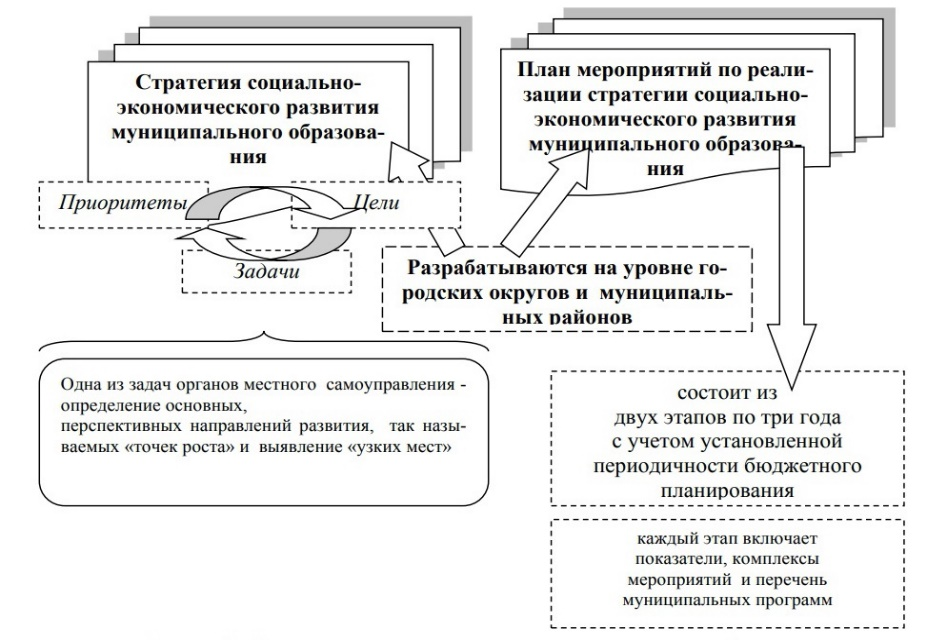 Стратегия социально-
экономического развития
муниципального образова-
ния
План мероприятий по реали-
зации стратегии социально-
экономического развития
муниципального образова-
ния
Приоритеты
Цели
Задачи
Разрабатываются на уровне го-
родских округов и муниципаль-
ных районов
Одна из задач органов местного самоуправления -
определение основных,
перспективных направлений развития, так назы-
ваемых «точек роста» и выявление «узких мест»
состоит из
двух этапов по три года
с учетом установленной
периодичности бюджетного
планирования
каждый этап включает
показатели, комплексы
мероприятий и перечень
муниципальных программ